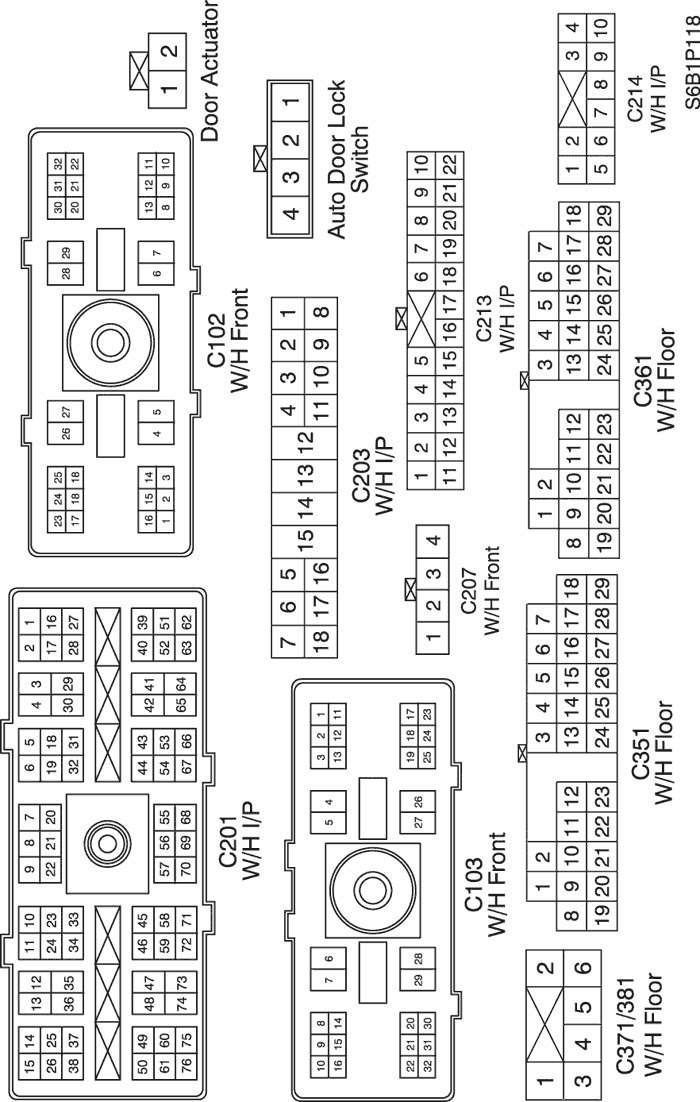 15 14 13 12 11 10 9 8 7 6 5 4 3 2 1
26 25 24 23 22 21 20 19 18 17 16
38 37 36 35 34 33 32 31 30 29 28 27
50 49 48 47 46 45 44 43 42 41 40 39
61 60 59 58 57 56 55 54 53 52 51
76 75 74 73 72 71 70 69 68 67 66 65 64 63 62
C201
W/H I/P
23 24 25 26 27 28 29 30 31 32
17 18 18 20 21 22
16 15 14 4 5 6 7 13 12 11
1 2 3 8 9 10
C102
W/H Front
1 2
Door Actuator
10 9 8 7 6 5 4 3 2 1
16 15 14 13 12 11
22 21 20 29 28 27 26 19 18 17
32 31 30 25 24 23
C103
W/H Front
7 6 5 15 14 13 12 4 3 2 1
18 17 16 11 10 9 8
C203
W/H I/P
4 3 2 1
Auto Door Lock
Switch
1 2 3 4
C207
W/H Front
1 2 3 4 5 6 7 8 9 10
11 12 13 14 15 16 17 18 19 20 21 22
C213
W/H I/P
1 2
3 4 5 6
C371/381
W/H Floor
1 2 3 4 5 6 7
8 9 10 11 12 13 14 15 16 17 18
19 20 21 22 23 24 25 26 27 28 29
C351
W/H Floor
1 2 3 4 5 6 7
8 9 10 11 12 13 14 15 16 17 18
19 20 21 22 23 24 25 26 27 28 29
C361
W/H Floor
1 2 3 4
5 6 7 8 9 10
C214
W/H I/P
S6B1P118